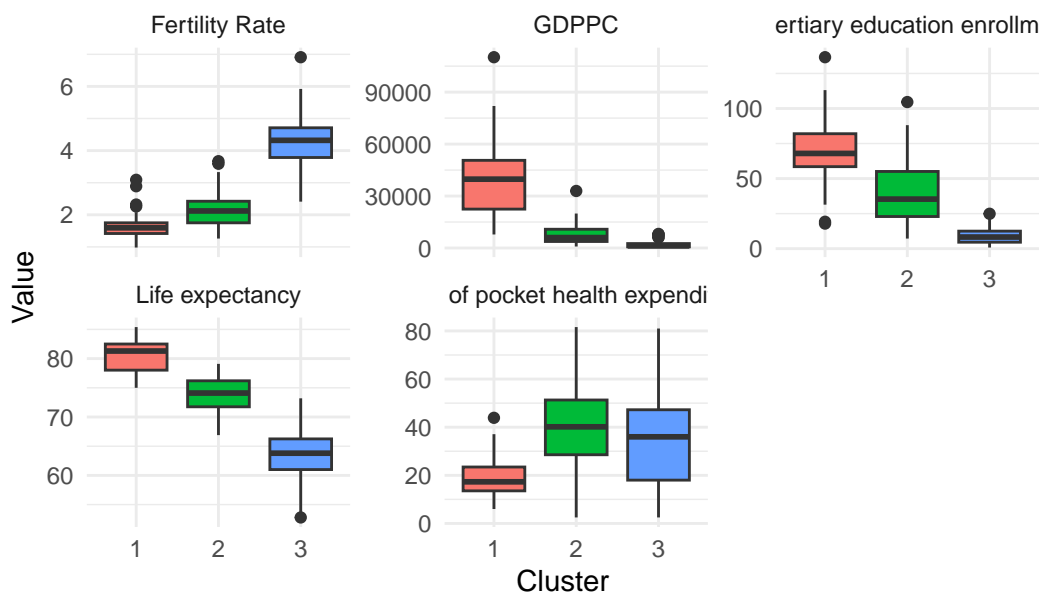 Fertility Rate
GDPPC
ertiary education enrollm
6
4
2
90000
60000
30000
0
100
50
0
1 2 3
Value
Life expectancy
of pocket health expendi
80
70
60
80
60
40
20
0
1 2 3
1 2 3
Cluster